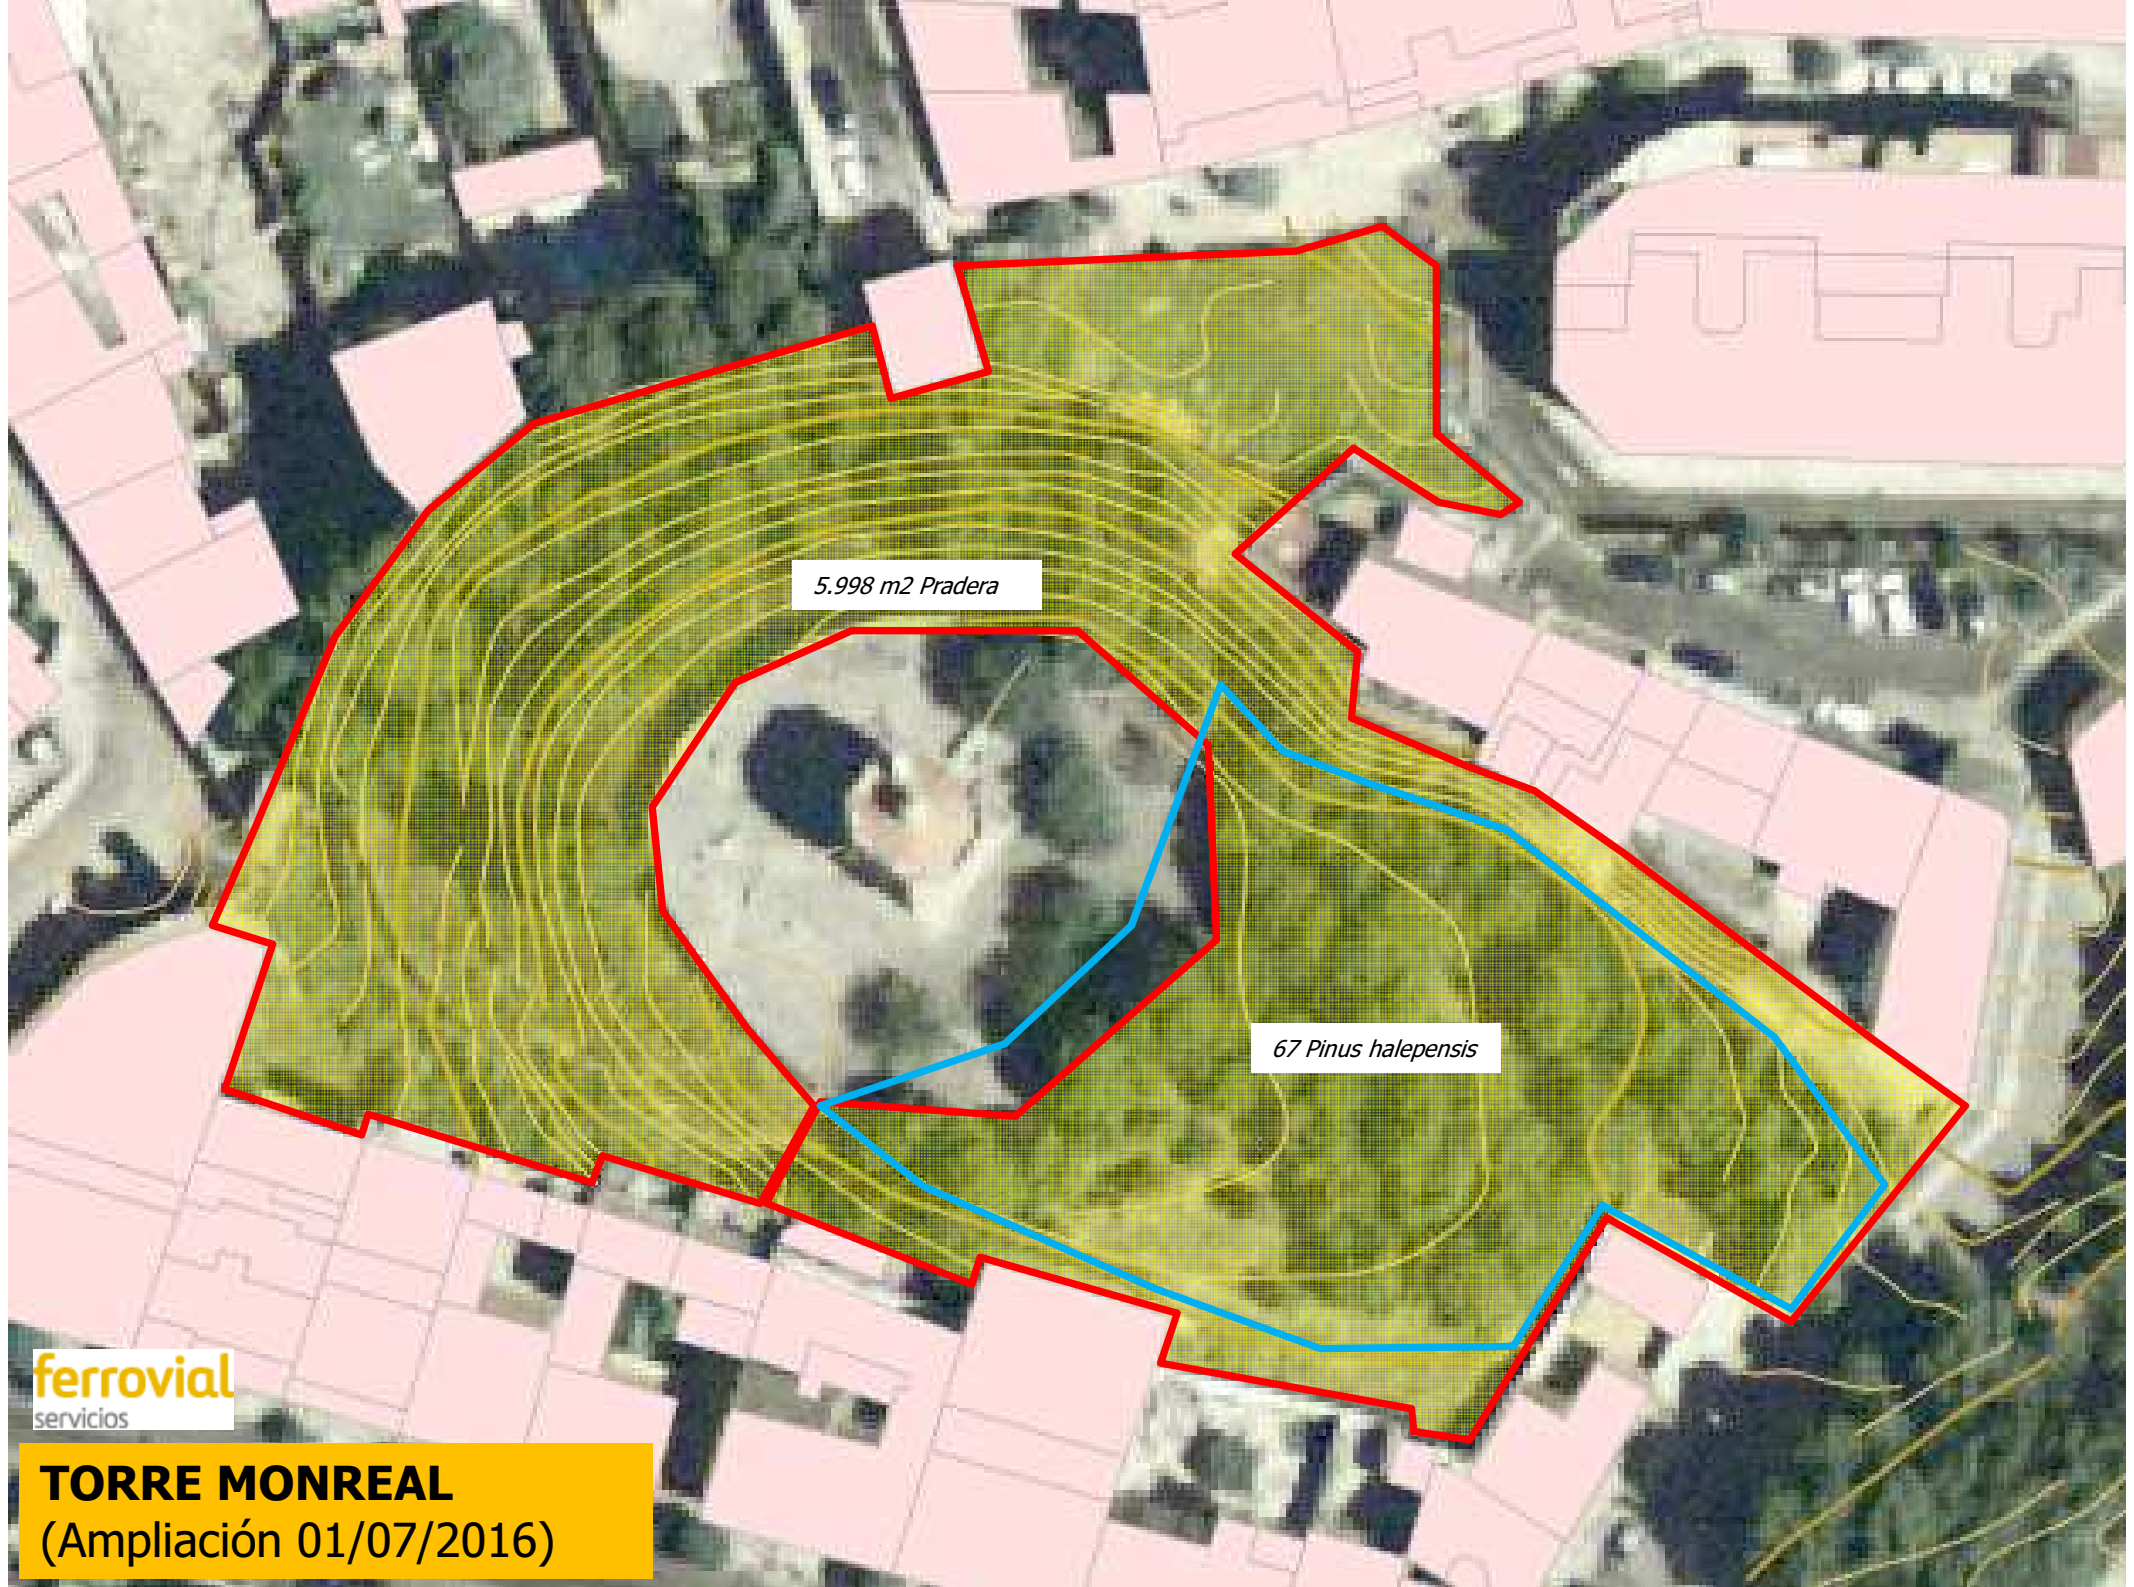 5.998 m2 Pradera
67 Pinus halepensis
ferrovial
servicios
TORRE MONREAL
(Ampliación 01/07/2016)